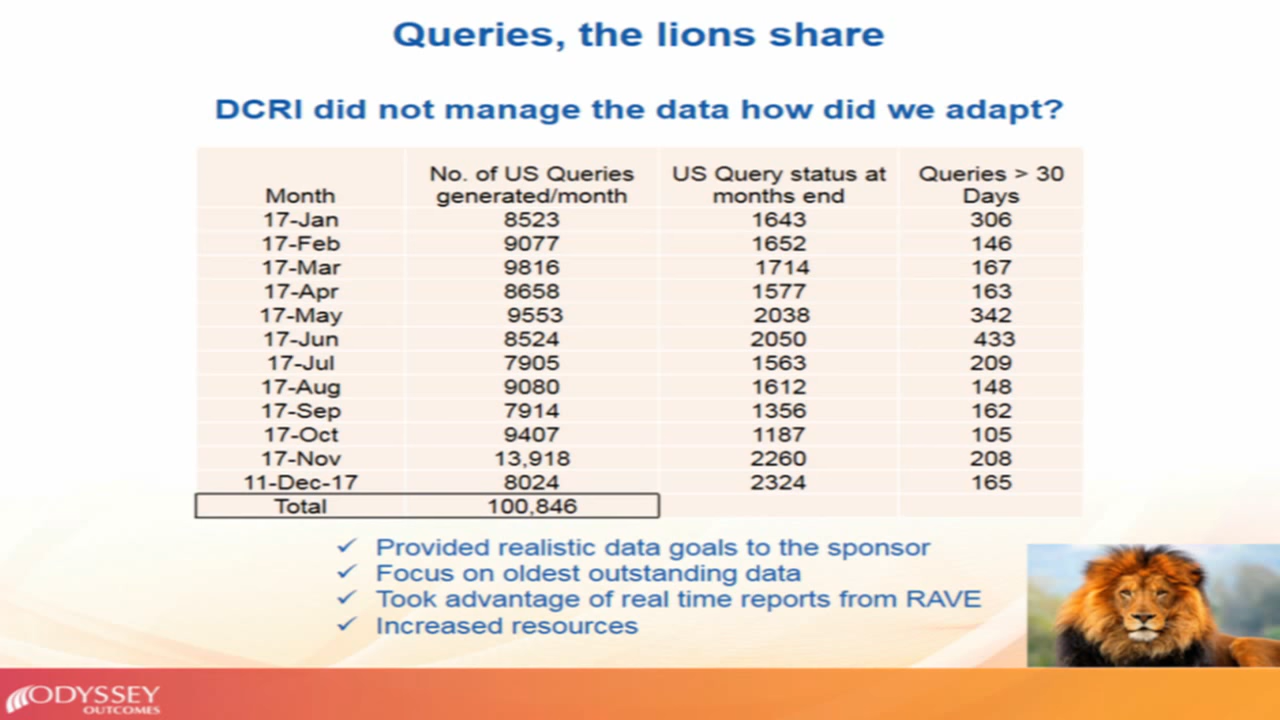 Queries, the lions share
DCRI did not manage the data how did we adapt?
Month No. of US Queries generated/month US Query status at months end Queries > 30 Days
17-Jan 8523 1643 306
17-Feb 9077 1652 146
17-Mar 9816 1714 167
17-Apr 8658 1577 163
17-May 9553 2038 342
17-Jun 8524 2050 433
17-Jul 7905 1563 209
17-Aug 9080 1612 148
17-Sep 7914 1356 162
17-Oct 9407 1187 105
17-Nov 13,918 2260 208
11-Dec-17 8024 2324 165
Total 100,846
✓ Provided realistic data goals to the sponsor
✓ Focus on oldest outstanding data
✓ Took advantage of real time reports from RAVE
✓ Increased resources
ODYSSEY
OUTCOMES